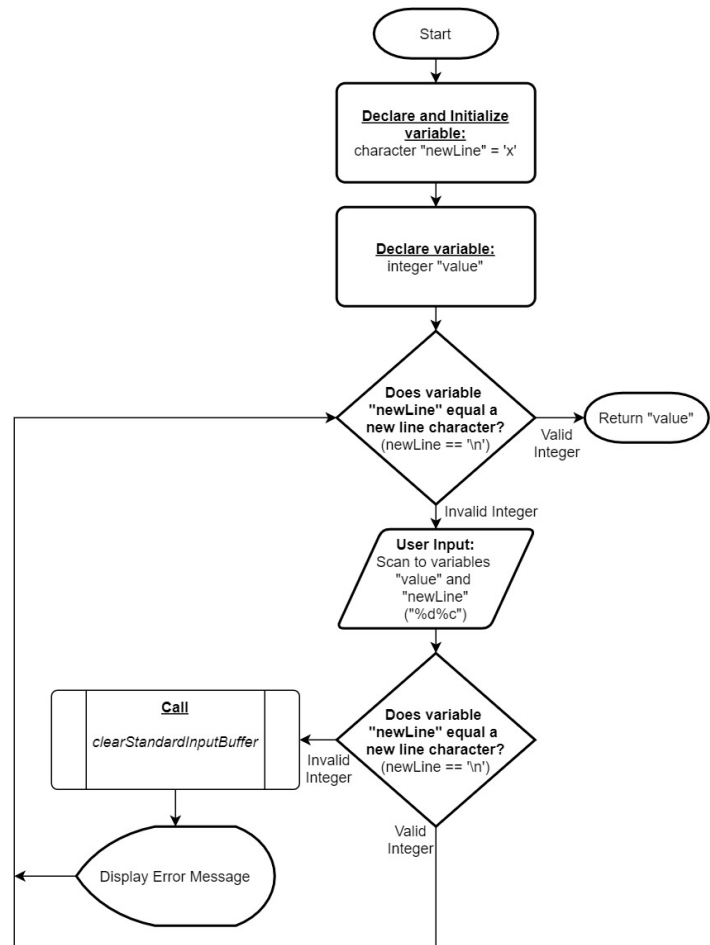 Start
Declare and Initialize
variable:
character "newLine" = 'x'
Declare variable:
integer "value"
Does variable
"newLine" equal a
new line character?
(newLine == '\n')
Return "value"
Valid
Integer
Invalid Integer
User Input:
Scan to variables
"value" and
"newLine"
("%d%c")
Does variable
"newLine" equal a
new line character?
(newLine == '\n')
Invalid
Integer
Call
clearStandardInputBuffer
Valid
Integer
Display Error Message